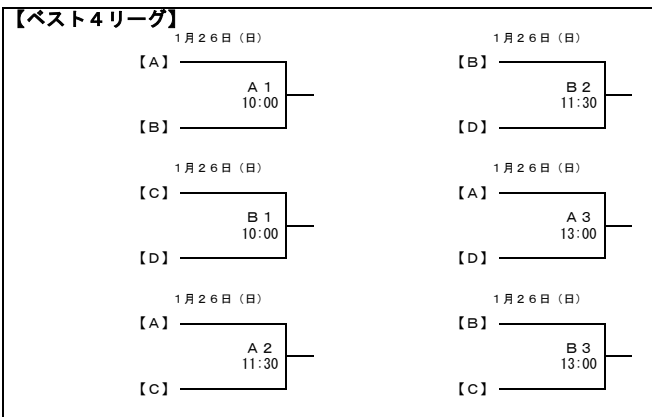 【ベスト４リーグ】
１月２６日（日）
【Ａ】
Ａ１
10:00
【Ｂ】
１月２６日（日）
【Ｂ】
Ｂ２
11:30
【Ｄ】
１月２６日（日）
【Ｃ】
Ｂ１
10:00
【Ｄ】
１月２６日（日）
【Ａ】
Ａ３
13:00
【Ｄ】
１月２６日（日）
【Ａ】
Ａ２
11:30
【Ｃ】
１月２６日（日）
【Ｂ】
Ｂ３
13:00
【Ｃ】